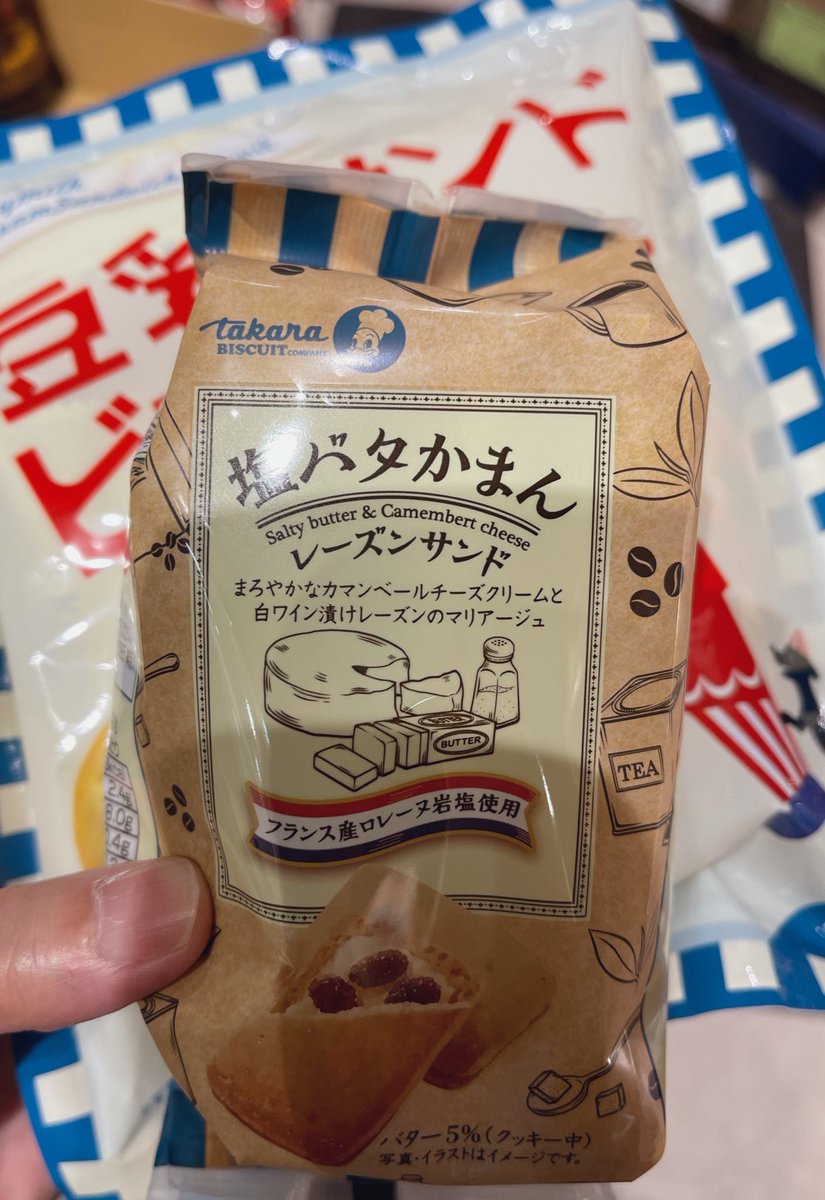 takara
BISCUIT COMPANY
塩バタかまん
Salty butter & Camembert cheese
レーズンサンド
まろやかなカマンベールチーズクリームと
白ワイン漬けレーズンのマリアージュ
BUTTER
BUTTER
TEA
フランス産ロレーヌ岩塩使用
バター5%(クッキー中)
写真・イラストはイメージです。
豆乳